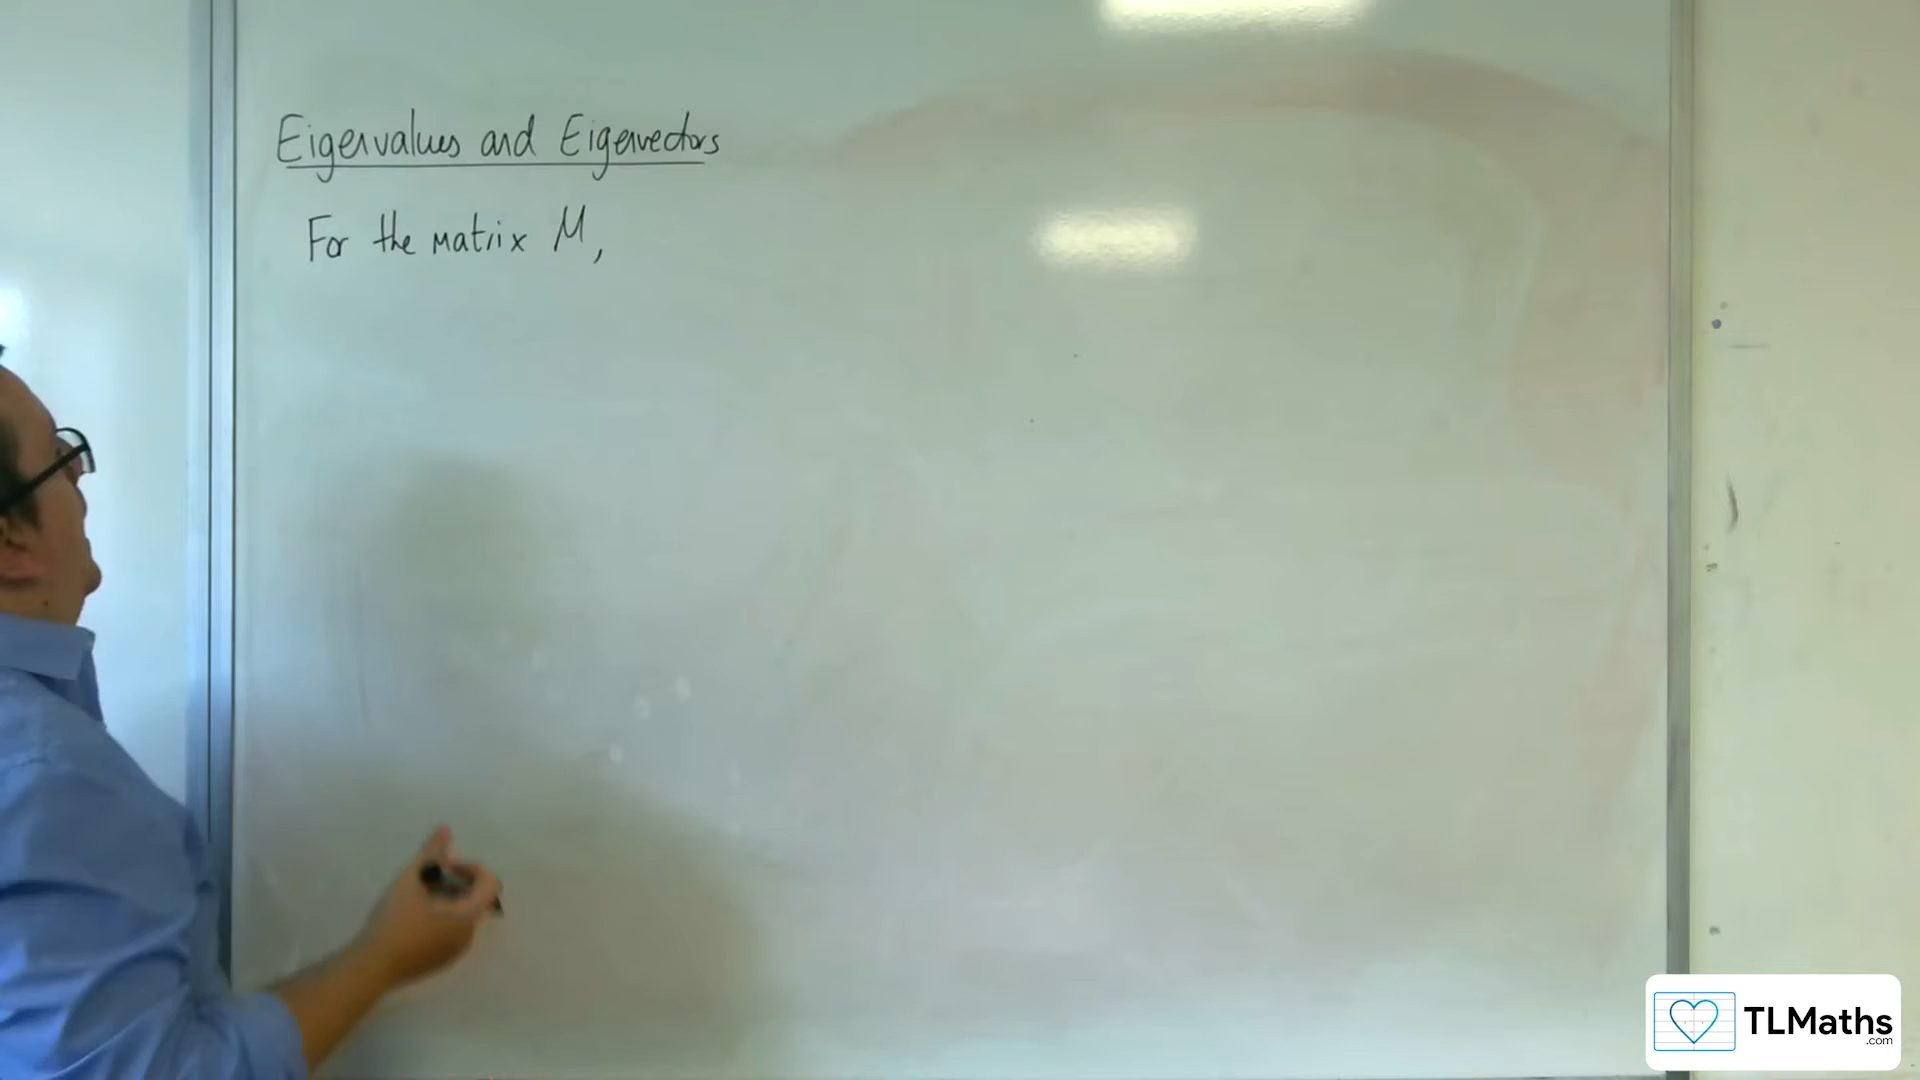 Eigenvalues and Eigenvectors
For the matrix M,
TLMaths
.com